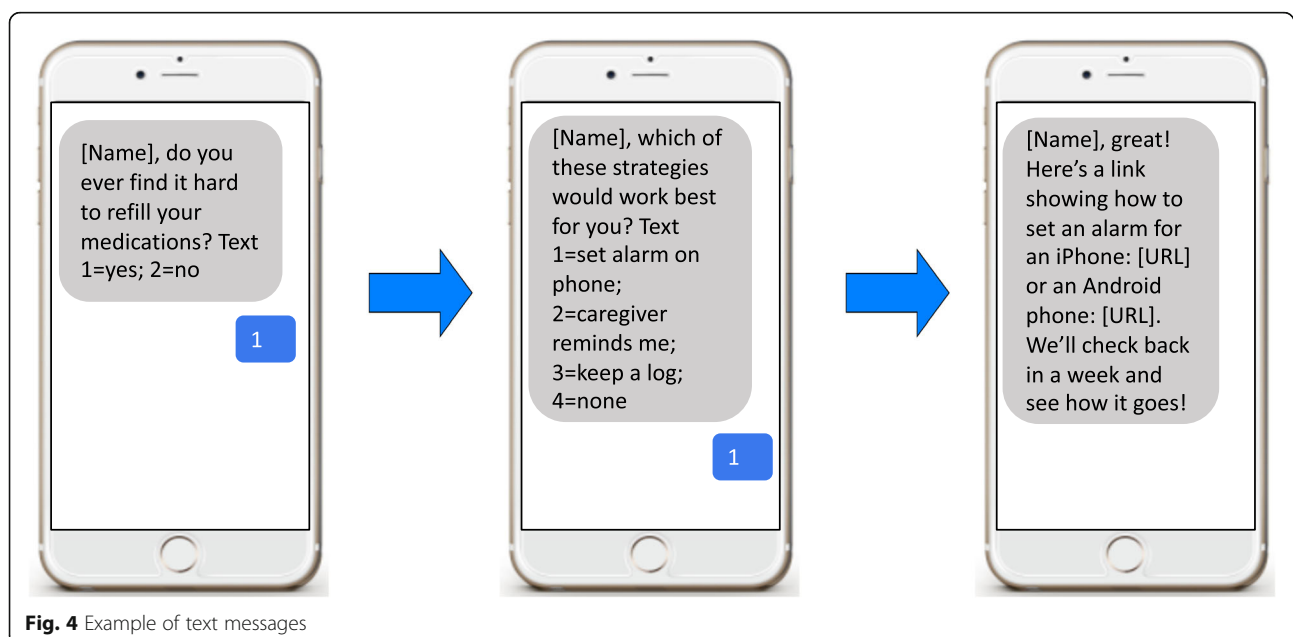 [Name], do you
ever find it hard
to refill your
medications? Text
1=yes; 2=no
1
[Name], which of
these strategies
would work best
for you? Text
1=set alarm on
phone;
2=caregiver
reminds me;
3=keep a log;
4=none
1
[Name], great!
Here’s a link
showing how to
set an alarm for
an iPhone: [URL]
or an Android
phone: [URL].
We’ll check back
in a week and
see how it goes!
Fig. 4 Example of text messages